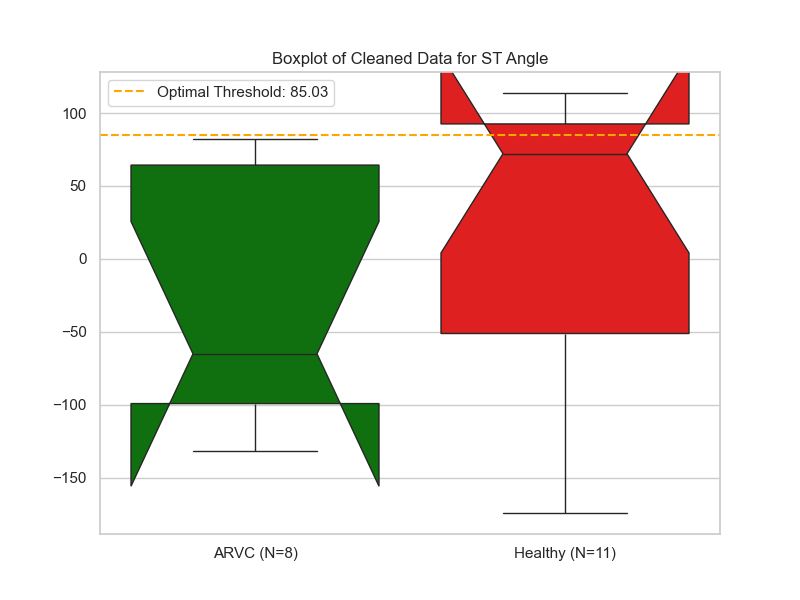 Boxplot of Cleaned Data for ST Angle
Optimal Threshold: 85.03
100
50
0
−50
−100
−150
ARVC (N=8)
Healthy (N=11)